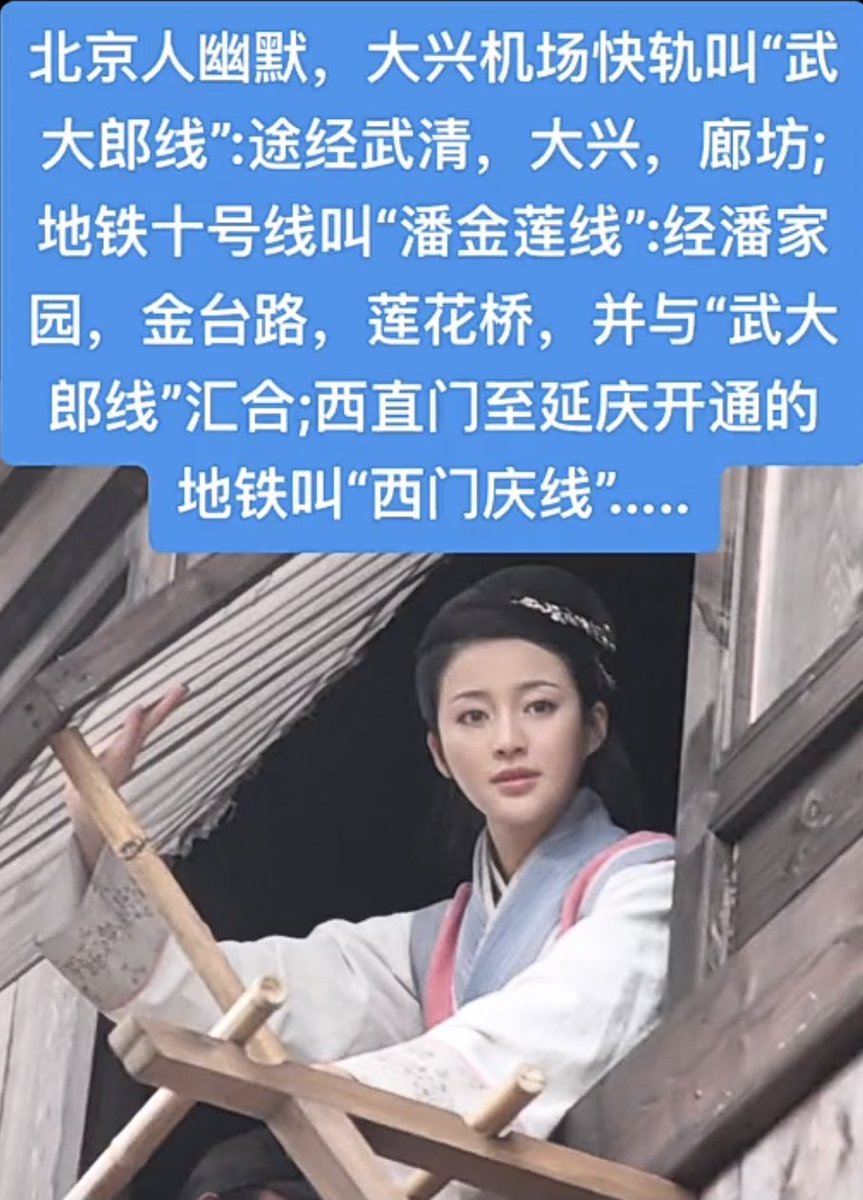 北京人幽默，大兴机场快轨叫“武
大郎线”:途经武清，大兴，廊坊;
地铁十号线叫“潘金莲线”:经潘家
园，金台路，莲花桥，并与“武大
郎线”汇合;西直门至延庆开通的
地铁叫“西门庆线”.....